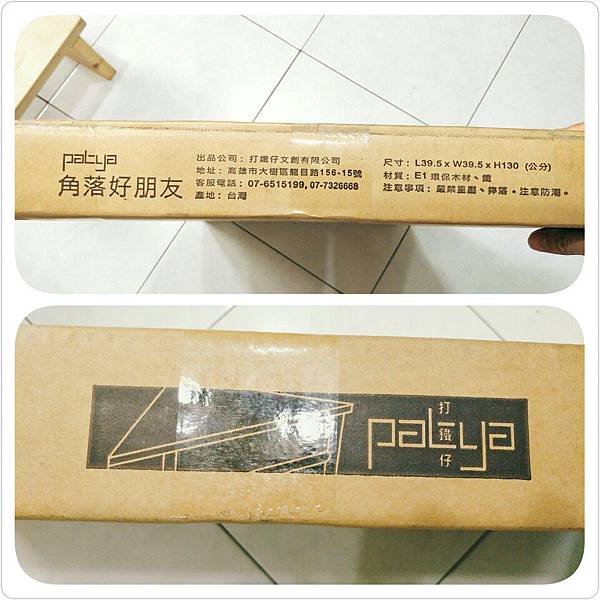 patya
角落好朋友
出品公司：打鐵仔文創有限公司
地址：高雄市大樹區龍目路156-15號
客服電話：07-6515199, 07-7326668
產地：台灣
尺寸：L39.5 x W39.5 x H130 (公分)
材質：E1 環保木材、鐵
注意事項：嚴禁重壓、摔落。注意防潮。
patya
打鐵仔